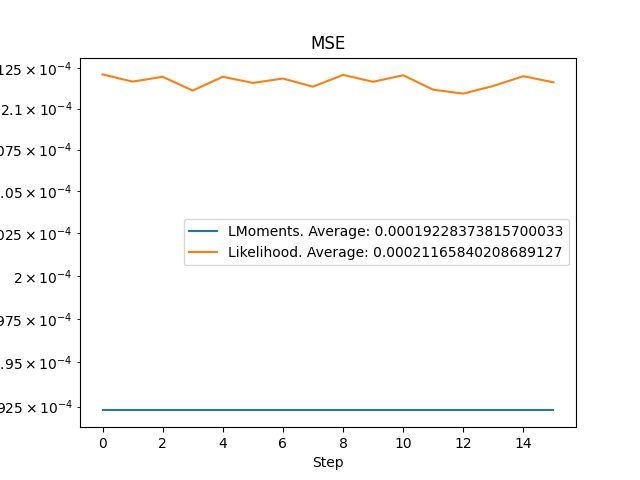 MSE
125 × 10⁻⁴
2.1 × 10⁻⁴
075 × 10⁻⁴
.05 × 10⁻⁴
025 × 10⁻⁴
2 × 10⁻⁴
975 × 10⁻⁴
.95 × 10⁻⁴
925 × 10⁻⁴
LMoments. Average: 0.00019228373815700033
Likelihood. Average: 0.00021165840208689127
0 2 4 6 8 10 12 14
Step